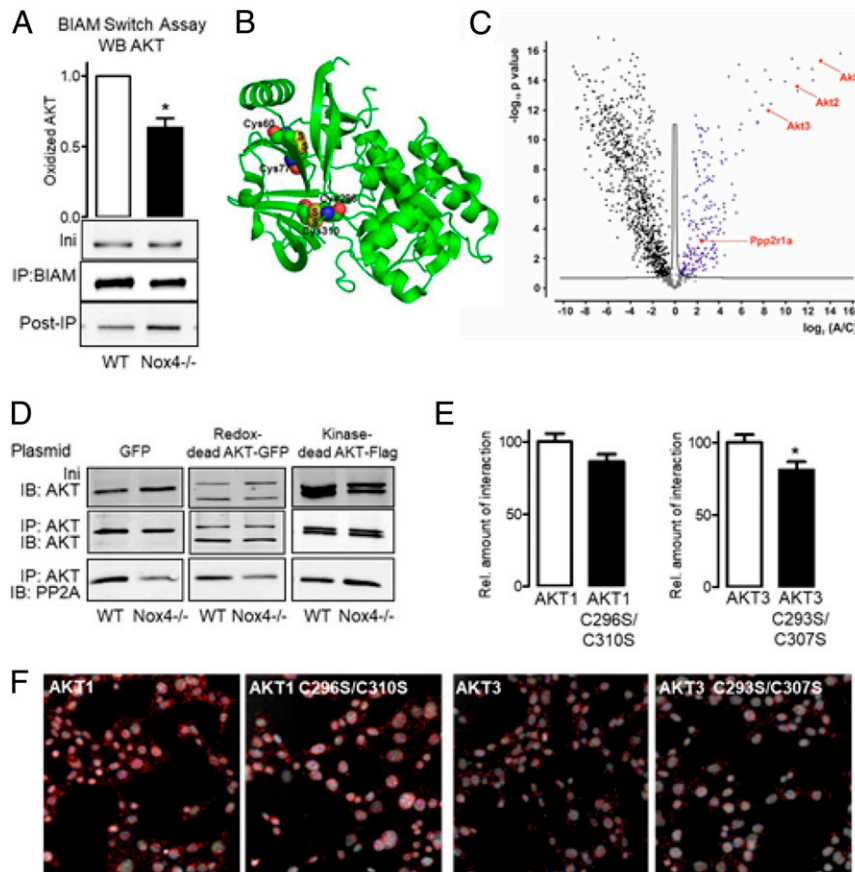 A
BIAM Switch Assay
WB AKT
Oxidized AKT
1.0
0.5
0.0
*
Ini
IP:BIAM
Post-IP
WT Nox4-/-
B
Cys60
Cys77
Cys310
S
S
S
S
C
-log10 p value
16
14
12
10
8
6
4
2
0
Akt2
Akt3
Ppp2r1a
-10 -8 -6 -4 -2 0 2 4 6 8 10 12 14 16
(A/C)
D
Plasmid
GFP
Redox-
dead AKT-GFP
Kinase-
dead AKT-Flag
Ini
IB: AKT
IP: AKT
IB: AKT
IP: AKT
IB: PP2A
WT Nox4-/- WT Nox4-/- WT Nox4-/-
E
Rel. amount of interaction
100
50
0
AKT1
AKT1
C296S/
C310S
Rel. amount of interaction
100
50
0
*
AKT3
AKT3
C293S/
C307S
F
AKT1
AKT1 C296S/C310S
AKT3
AKT3 C293S/C307S